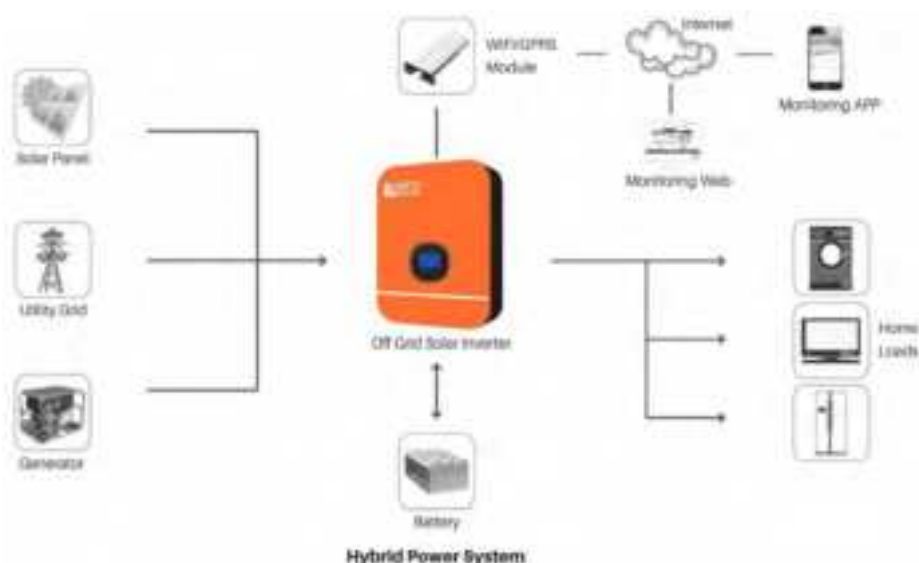 WIFI/GPRS
Module
Internet
Monitoring APP
Monitoring Web
Solar Panel
Utility Grid
Generator
Off Grid Solar Inverter
Home
Loads
Battery
Hybrid Power System